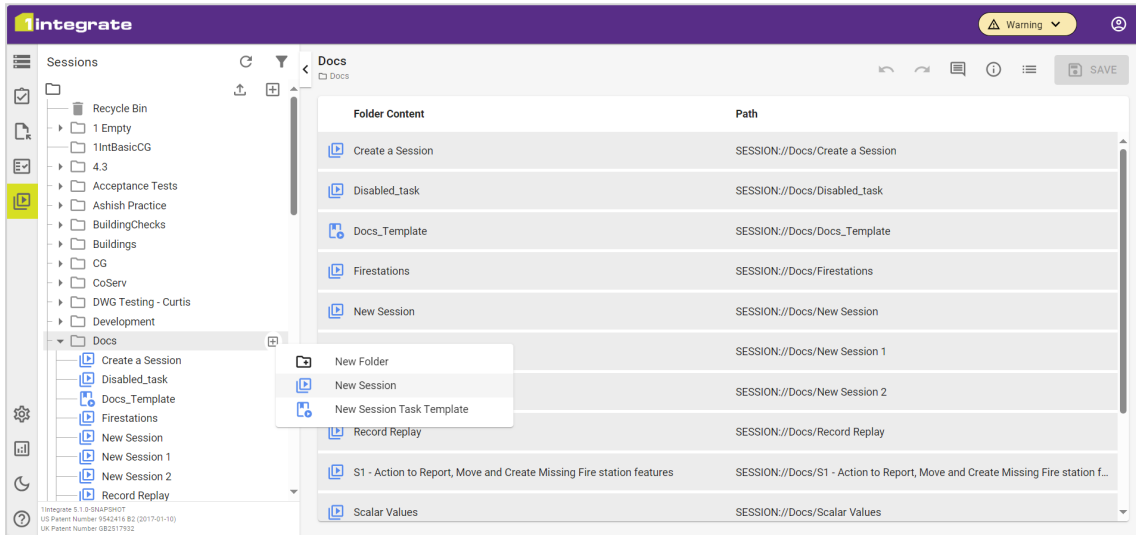 1integrate
Warning
Sessions
Recycle Bin
1 Empty
1IntBasicCG
4.3
Acceptance Tests
Ashish Practice
BuildingChecks
Buildings
CG
CoServ
DWG Testing - Curtis
Development
Docs
Create a Session
Disabled_task
Docs_Template
Firestations
New Session
New Session 1
New Session 2
Record Replay
1Integrate 5.1.0-SNAPSHOT
US Patent Number 9542416 B2 (2017-01-10)
UK Patent Number GB2517932
New Folder
New Session
New Session Task Template
Docs
Docs
SAVE
Folder Content Path
Create a Session SESSION://Docs/Create a Session
Disabled_task SESSION://Docs/Disabled_task
Docs_Template SESSION://Docs/Docs_Template
Firestations SESSION://Docs/Firestations
New Session SESSION://Docs/New Session
SESSION://Docs/New Session 1
SESSION://Docs/New Session 2
Record Replay SESSION://Docs/Record Replay
S1 - Action to Report, Move and Create Missing Fire station features SESSION://Docs/S1 - Action to Report, Move and Create Missing Fire station f...
Scalar Values SESSION://Docs/Scalar Values